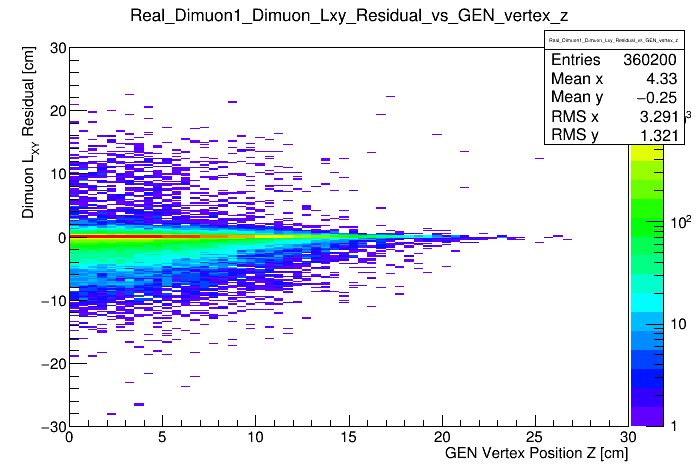 Real_Dimuon1_Dimuon_Lxy_Residual_vs_GEN_vertex_z
Real_Dimuon1_Dimuon_Lxy_Residual_vs_GEN_vertex_z
Entries 360200
Mean x 4.33
Mean y −0.25
RMS x 3.291
RMS y 1.321
Dimuon LXY Residual [cm]
30
20
10
0
−10
−20
−30
0 5 10 15 20 25 30
GEN Vertex Position Z [cm]
3
10²
10
1